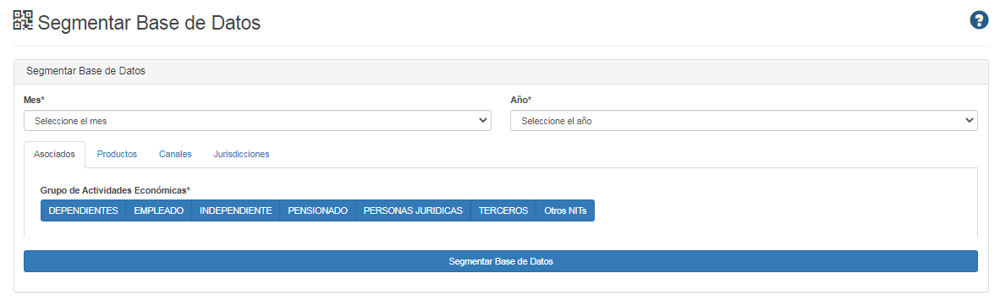 Segmentar Base de Datos
Segmentar Base de Datos
Mes* Año*
Seleccione el mes Seleccione el año
Asociados Productos Canales Jurisdicciones
Grupo de Actividades Económicas*
DEPENDIENTES EMPLEADO INDEPENDIENTE PENSIONADO PERSONAS JURIDICAS TERCEROS Otros NITs
Segmentar Base de Datos